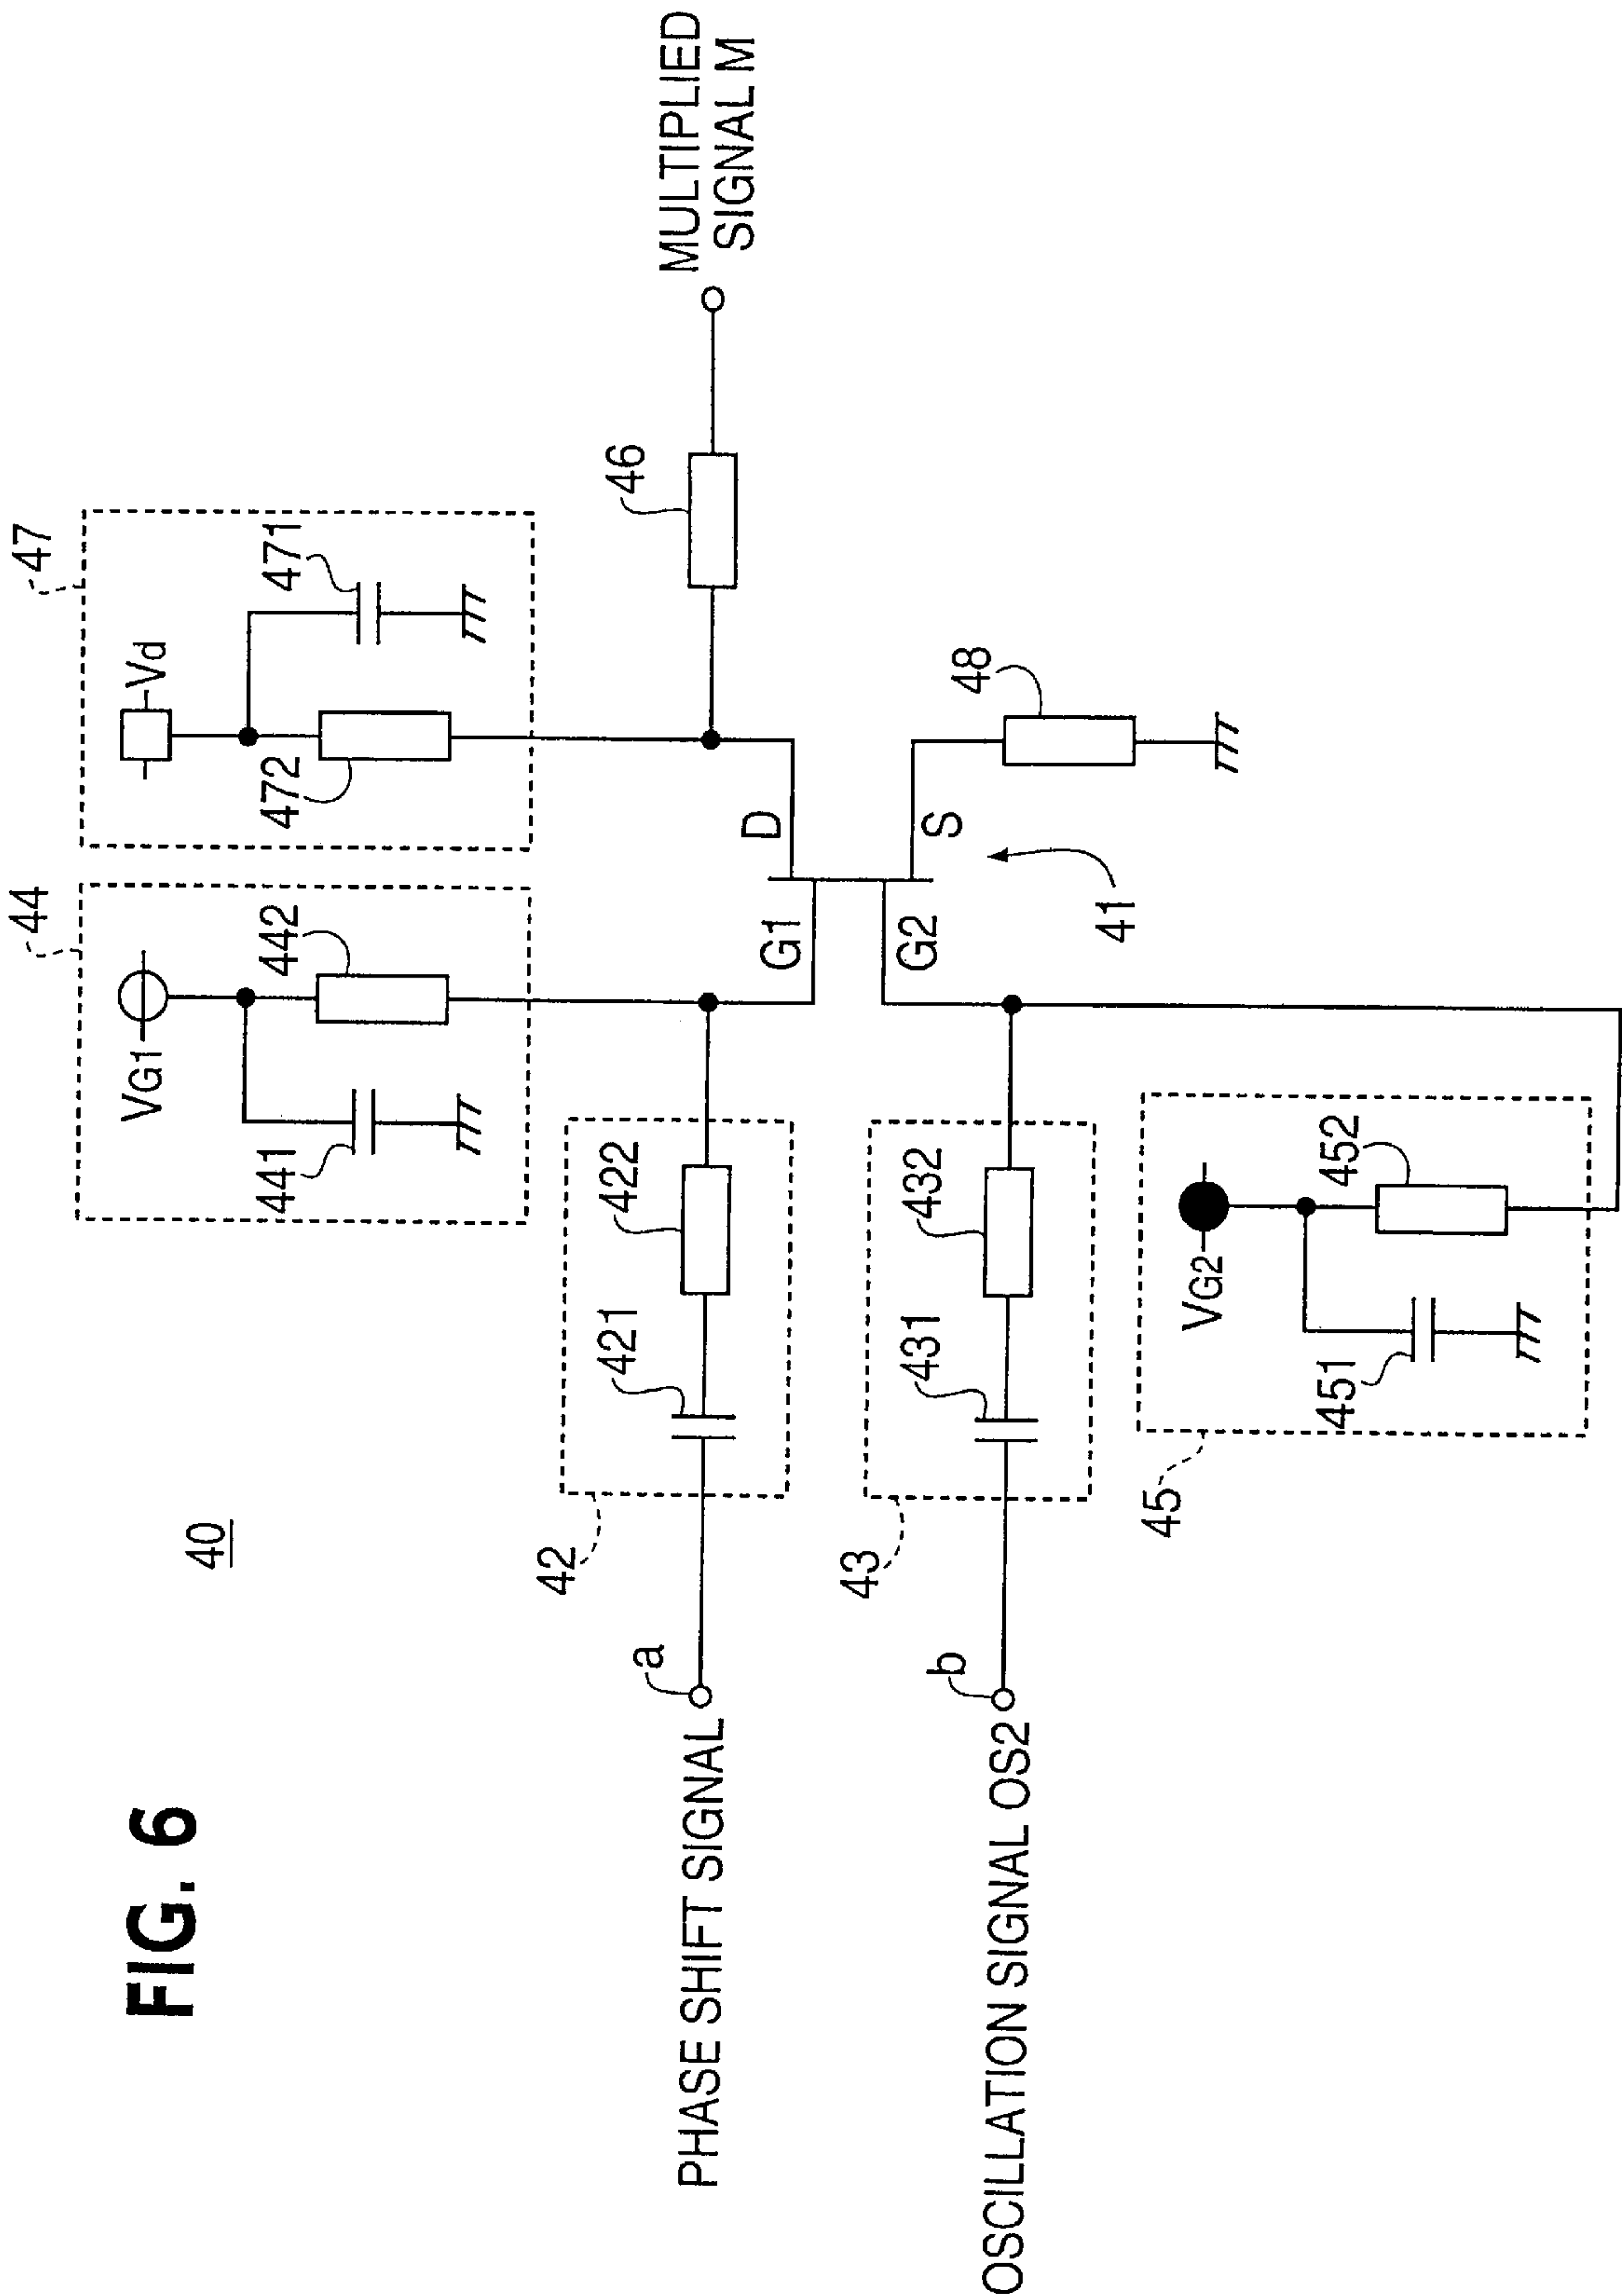 FIG. 6
40
44
47
VG1
442
441
Vd
471
472
46
MULTIPLIED
SIGNAL M
PHASE SHIFT SIGNAL
a
42
421
422
G1
D
G2
S
48
41
OSCILLATION SIGNAL OS2
b
43
431
432
45
VG2
451
452